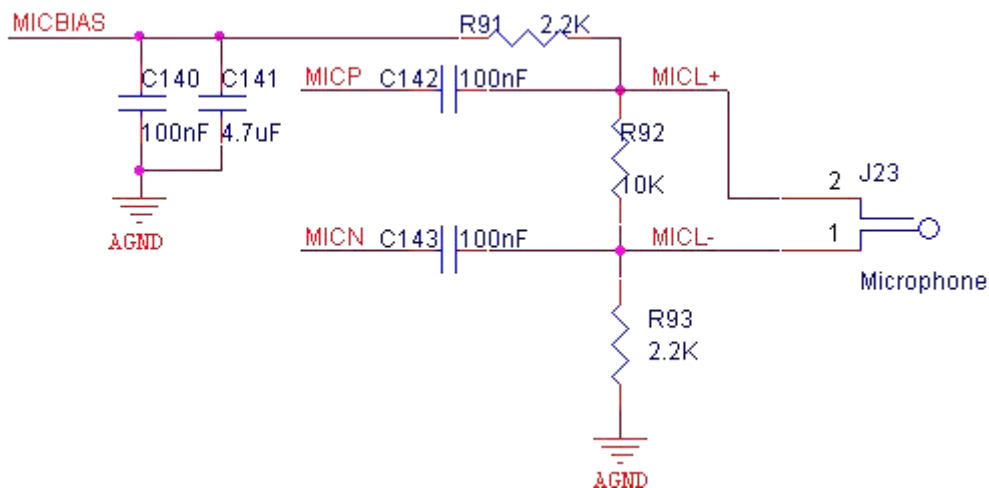 MICBIAS
R91 2.2K
C140 C141
MICP C142 100nF MICL+
R92
100nF 4.7uF
10K
2 J23
AGND
MICN C143 100nF MICL-
1
Microphone
R93
2.2K
AGND